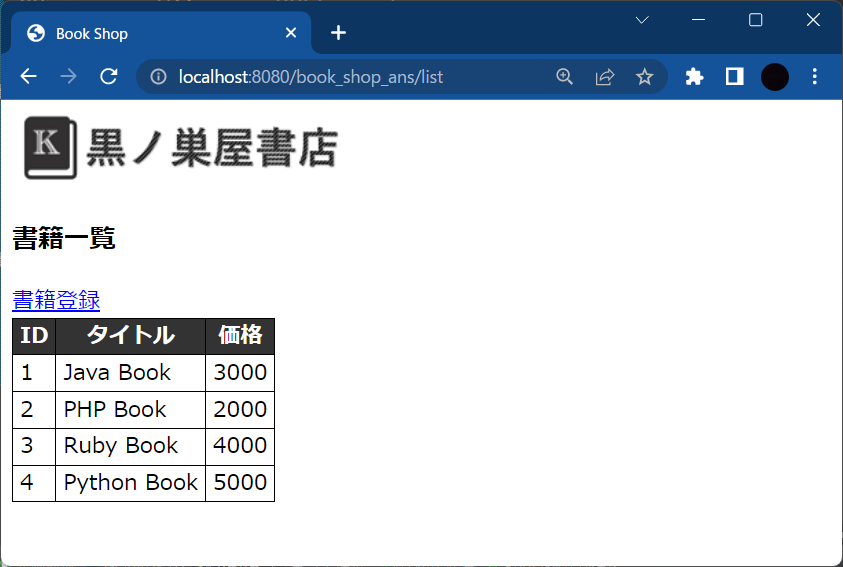 Book Shop
localhost:8080/book_shop_ans/list
K 黒ノ巣屋書店
書籍一覧
書籍登録
ID タイトル 価格
1 Java Book 3000
2 PHP Book 2000
3 Ruby Book 4000
4 Python Book 5000